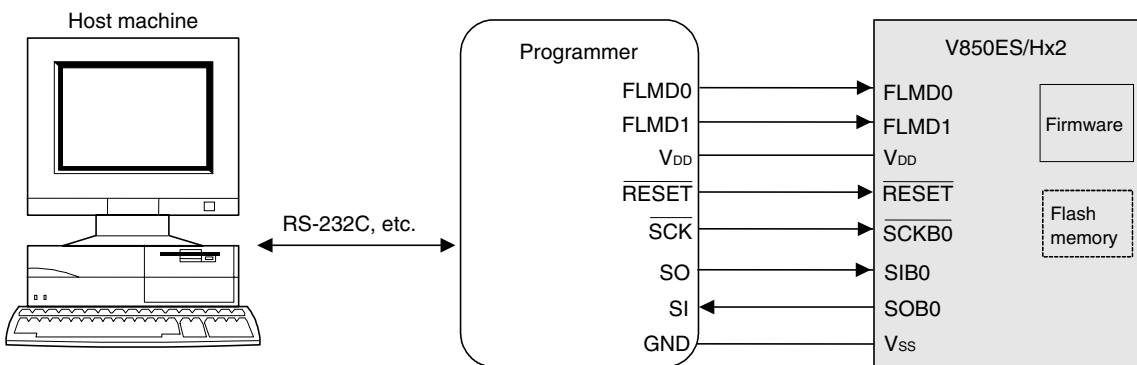 Host machine
RS-232C, etc.
Programmer
FLMD0
FLMD1
VDD
RESET
SCK
SO
SI
GND
V850ES/Hx2
FLMD0
FLMD1
VDD
RESET
SCKB0
SIB0
SOB0
VSS
Firmware
Flash
memory